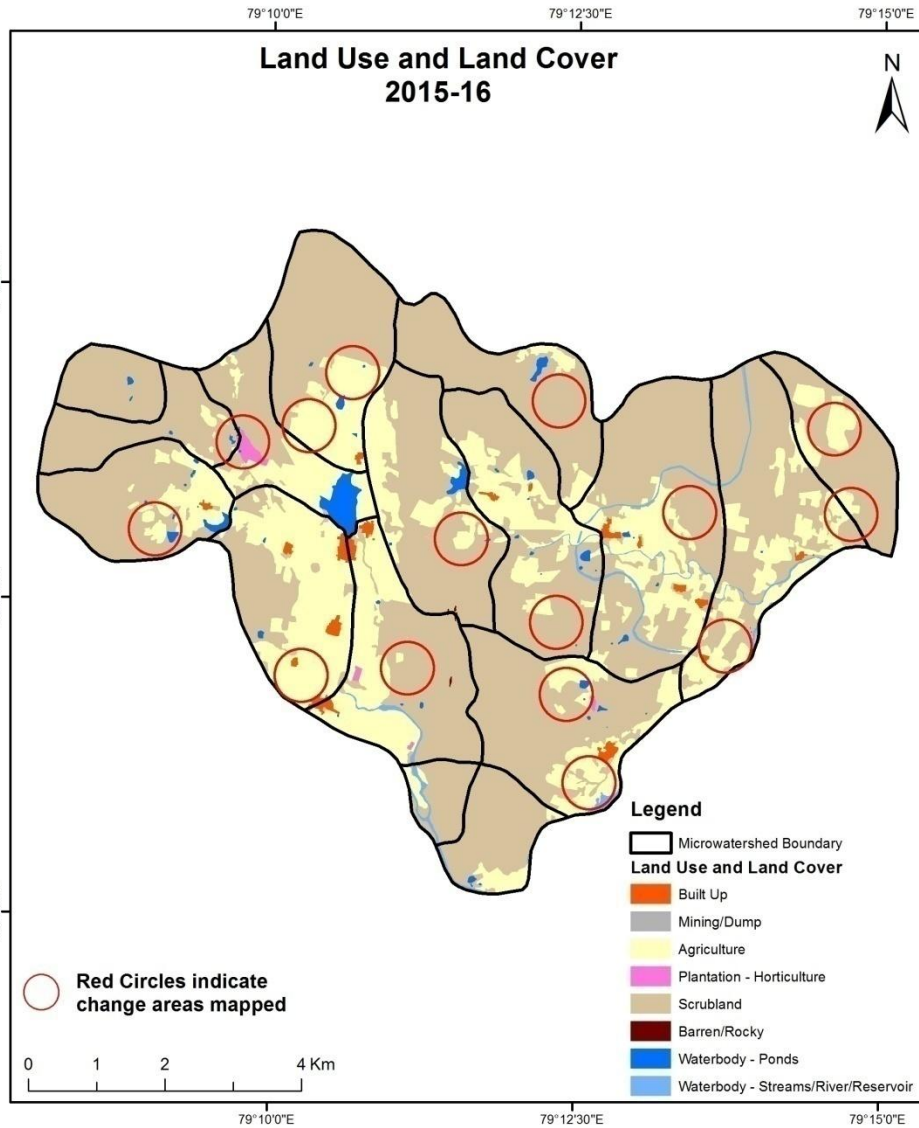 79°10'0"E 79°12'30"E 79°15'0"E
Land Use and Land Cover
2015-16
N
Legend
Microwatershed Boundary
Land Use and Land Cover
Built Up
Mining/Dump
Agriculture
Plantation - Horticulture
Scrubland
Barren/Rocky
Waterbody - Ponds
Waterbody - Streams/River/Reservoir
Red Circles indicate
change areas mapped
0 1 2 4 Km
79°10'0"E 79°12'30"E 79°15'0"E